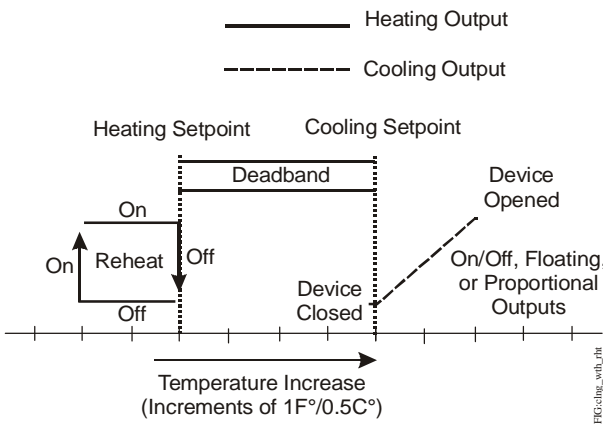 Heating Output
Cooling Output
Heating Setpoint
Cooling Setpoint
Deadband
Device
Opened
On
On
Reheat
Off
Off
Device
Closed
On/Off, Floating,
or Proportional
Outputs
Temperature Increase
(Increments of 1F°/0.5C°)
FIG:clng_wth_rht